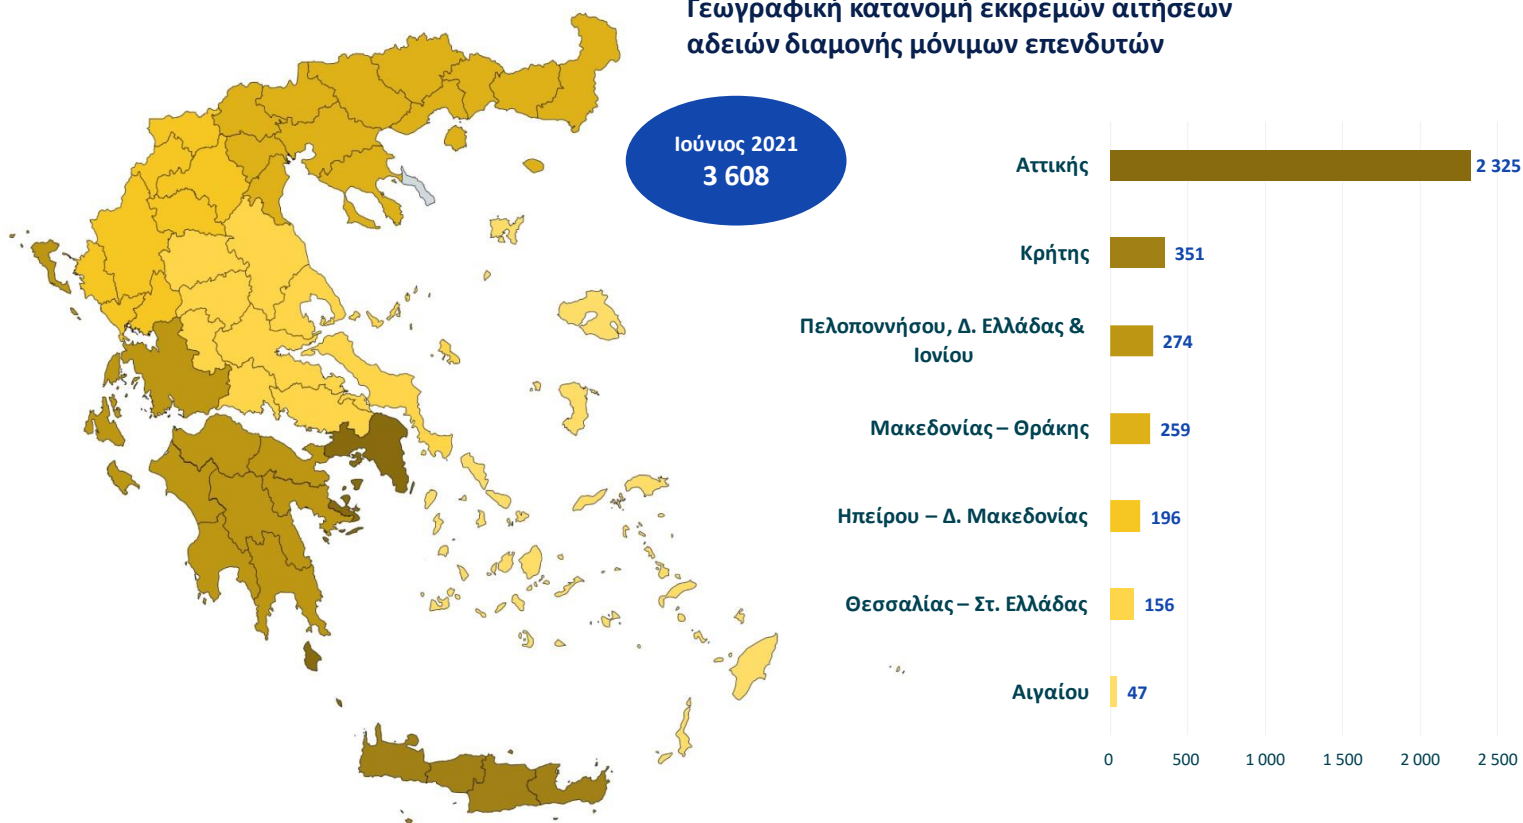 Γεωγραφική κατανομή εκκρεμών αιτήσεων
αδειών διαμονής μόνιμων επενδυτών
Ιούνιος 2021
3 608
Αττικής
2 325
Κρήτης
351
Πελοποννήσου, Δ. Ελλάδας &
Ιονίου
274
Μακεδονίας – Θράκης
259
Ηπείρου – Δ. Μακεδονίας
196
Θεσσαλίας – Στ. Ελλάδας
156
Αιγαίου
47
0 500 1 000 1 500 2 000 2 500